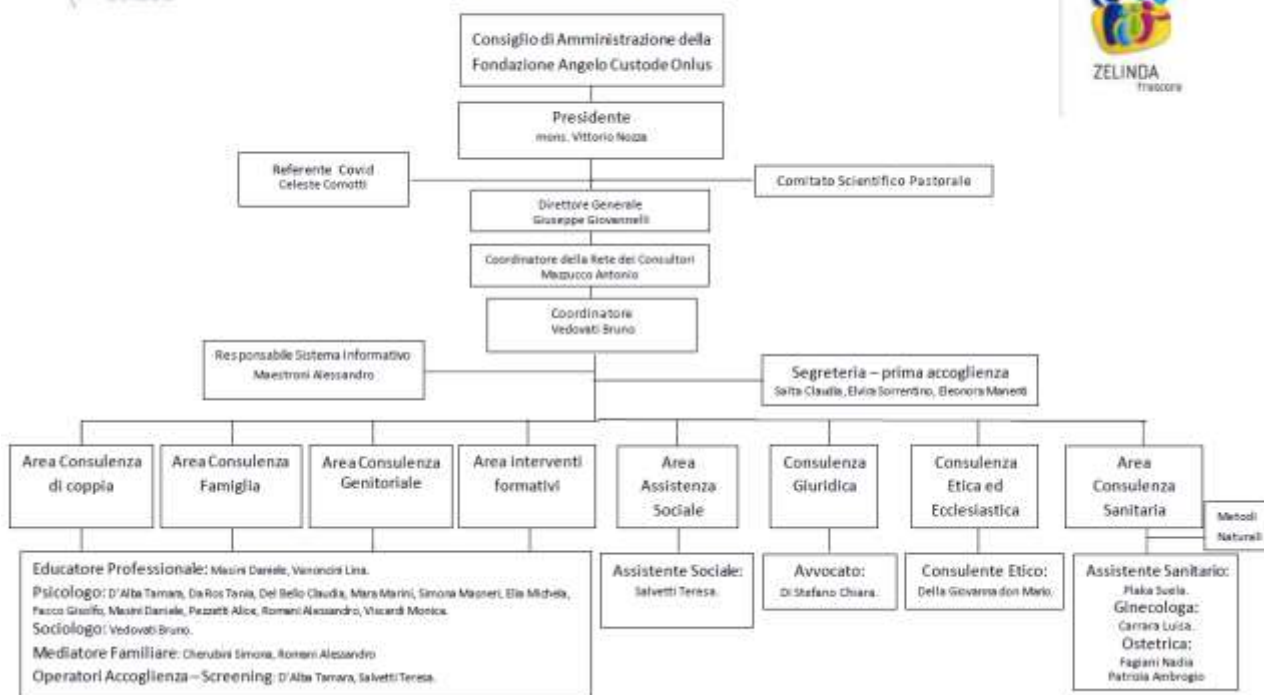 ZELINDA
Trescore
Consiglio di Amministrazione della
Fondazione Angelo Custode Onlus
Presidente
mons. Vittorio Nozza
Referente Covid
Celeste Comotti
Comitato Scientifico Pastorale
Direttore Generale
Giuseppe Giovannelli
Coordinatore della Rete dei Consultori
Mazzucco Antonio
Coordinatore
Vedovati Bruno
Responsabile Sistema Informativo
Maestroni Alessandro
Segreteria – prima accoglienza
Salta Claudia, Elvira Sorrentino, Eleonora Manenti
Area Consulenza
di coppia
Area Consulenza
Famiglia
Area Consulenza
Genitoriale
Area Interventi
formativi
Area
Assistenza
Sociale
Consulenza
Giuridica
Consulenza
Etica ed
Ecclesiastica
Area
Consulenza
Sanitaria
Metodi
Naturali
Educatore Professionale: Masini Daniele, Vanoncini Lina.
Psicologo: D'Alba Tamara, Da Ros Tania, Del Bello Claudia, Mara Marini, Simona Masneri, Elia Michela,
Pacco Gisolfo, Masini Daniele, Pezzatti Alice, Romani Alessandro, Viscardi Monica.
Sociologo: Vedovati Bruno.
Mediatore Familiare: Cherubini Simona, Romani Alessandro
Operatori Accoglienza – Screening: D'Alba Tamara, Salvetti Teresa.
Assistente Sociale:
Salvetti Teresa.
Avvocato:
Di Stefano Chiara.
Consulente Etico:
Della Giovanna don Mario.
Assistente Sanitario:
Plaka Suela.
Ginecologa:
Carrara Luisa.
Ostetrica:
Fagiani Nadia
Patrizia Ambrogio